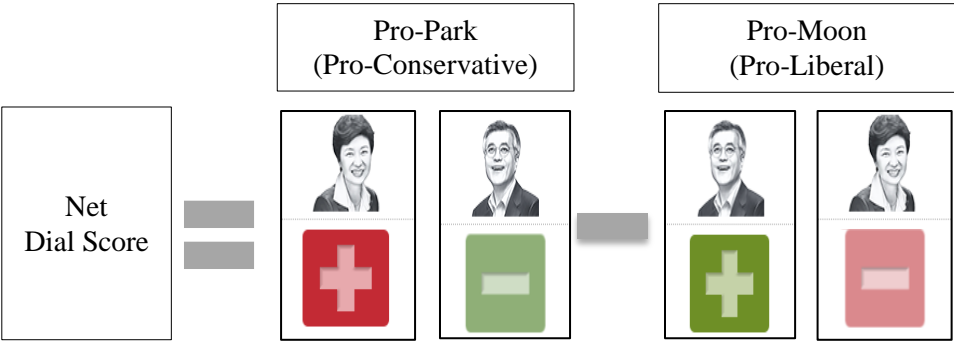 Pro-Park
(Pro-Conservative)
Pro-Moon
(Pro-Liberal)
Net
Dial Score